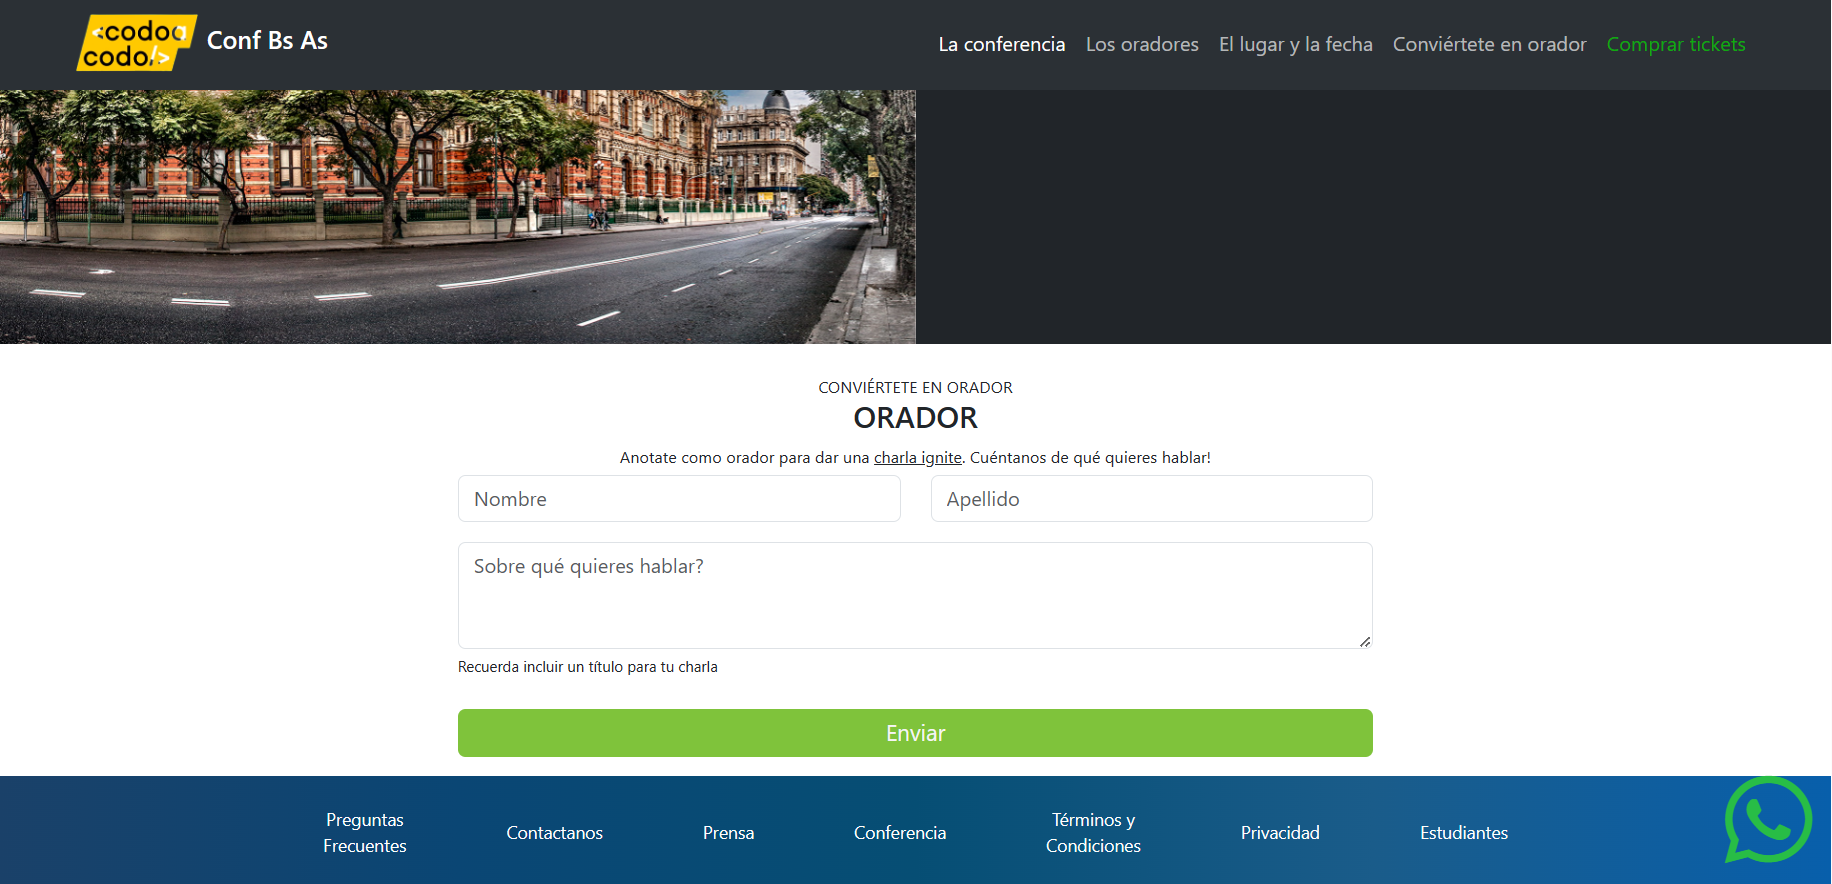 <codoa
codo/>
Conf Bs As
La conferencia
Los oradores
El lugar y la fecha
Conviértete en orador
Comprar tickets
CONVIÉRTETE EN ORADOR
ORADOR
Anotate como orador para dar una charla ignite. Cuéntanos de qué quieres hablar!
Nombre
Apellido
Sobre qué quieres hablar?
Recuerda incluir un título para tu charla
Enviar
Preguntas
Frecuentes
Contactanos
Prensa
Conferencia
Términos y
Condiciones
Privacidad
Estudiantes